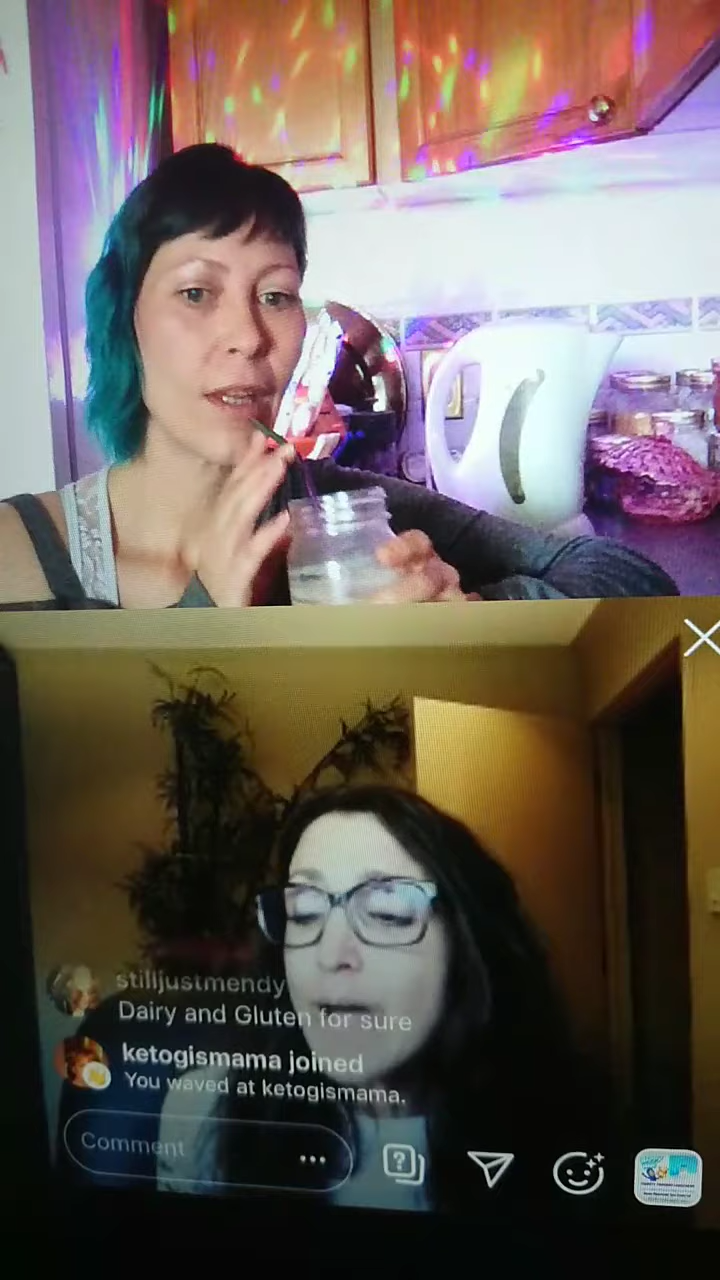 stilljustmendy
Dairy and Gluten for sure
ketogismama joined
You waved at ketogismama.
Comment
?